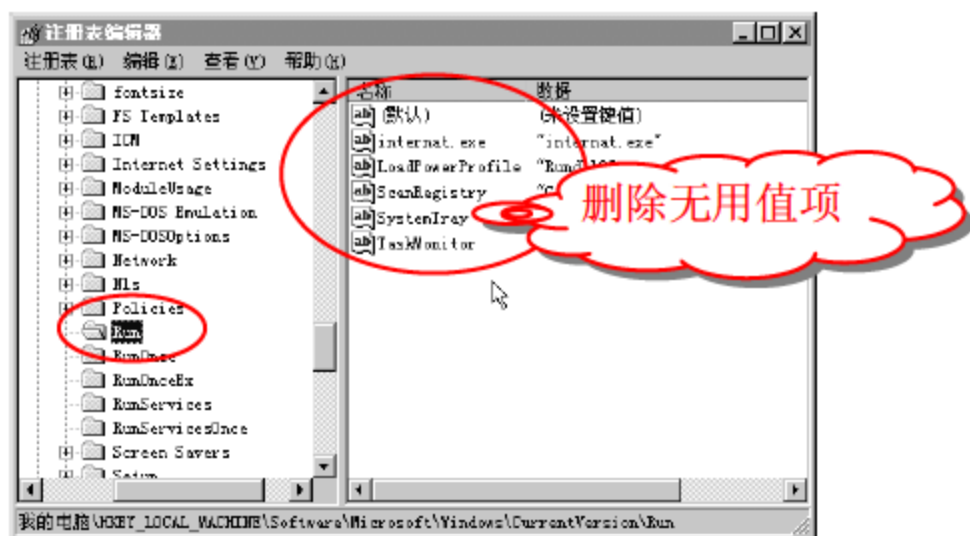 注册表编辑器
注册表(R) 编辑(E) 查看(V) 帮助(H)
fontsize
FS Templates
ICM
Internet Settings
ModuleUsage
MS-DOS Emulation
MS-DOSOptions
Network
Nls
Policies
Run
RunOnce
RunOnceEx
RunServices
RunServicesOnce
Screen Savers
Setup
名称 数据
(默认) (未设置键值)
internat.exe "internat.exe"
LoadPowerProfile
ScanRegistry
SystemTray
TaskMonitor
删除无用值项
我的电脑\HKEY_LOCAL_MACHINE\Software\Microsoft\Windows\CurrentVersion\Run